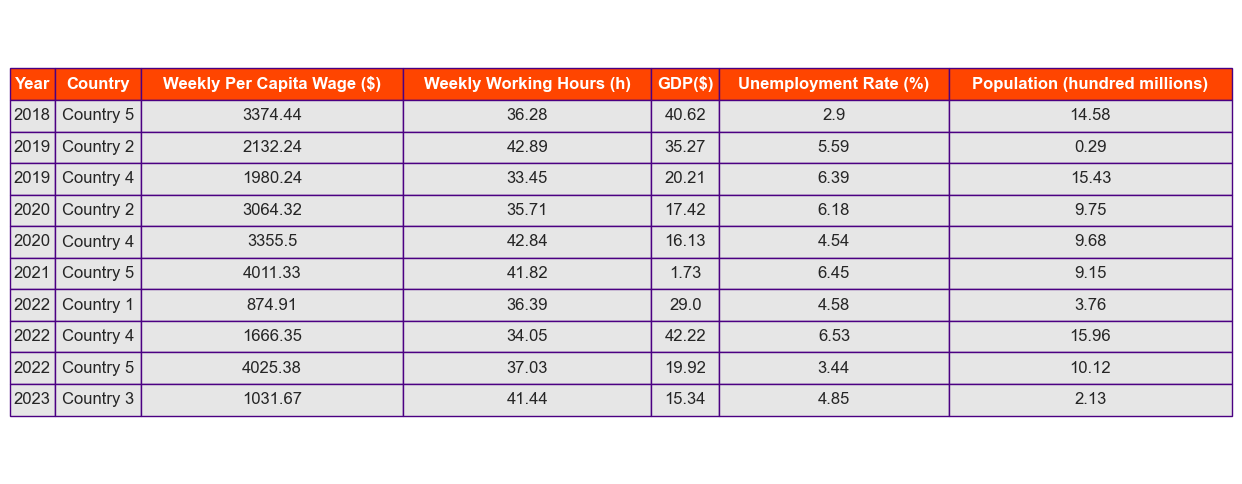 Year Country Weekly Per Capita Wage ($) Weekly Working Hours (h) GDP($) Unemployment Rate (%) Population (hundred millions)
2018 Country 5 3374.44 36.28 40.62 2.9 14.58
2019 Country 2 2132.24 42.89 35.27 5.59 0.29
2019 Country 4 1980.24 33.45 20.21 6.39 15.43
2020 Country 2 3064.32 35.71 17.42 6.18 9.75
2020 Country 4 3355.5 42.84 16.13 4.54 9.68
2021 Country 5 4011.33 41.82 1.73 6.45 9.15
2022 Country 1 874.91 36.39 29.0 4.58 3.76
2022 Country 4 1666.35 34.05 42.22 6.53 15.96
2022 Country 5 4025.38 37.03 19.92 3.44 10.12
2023 Country 3 1031.67 41.44 15.34 4.85 2.13